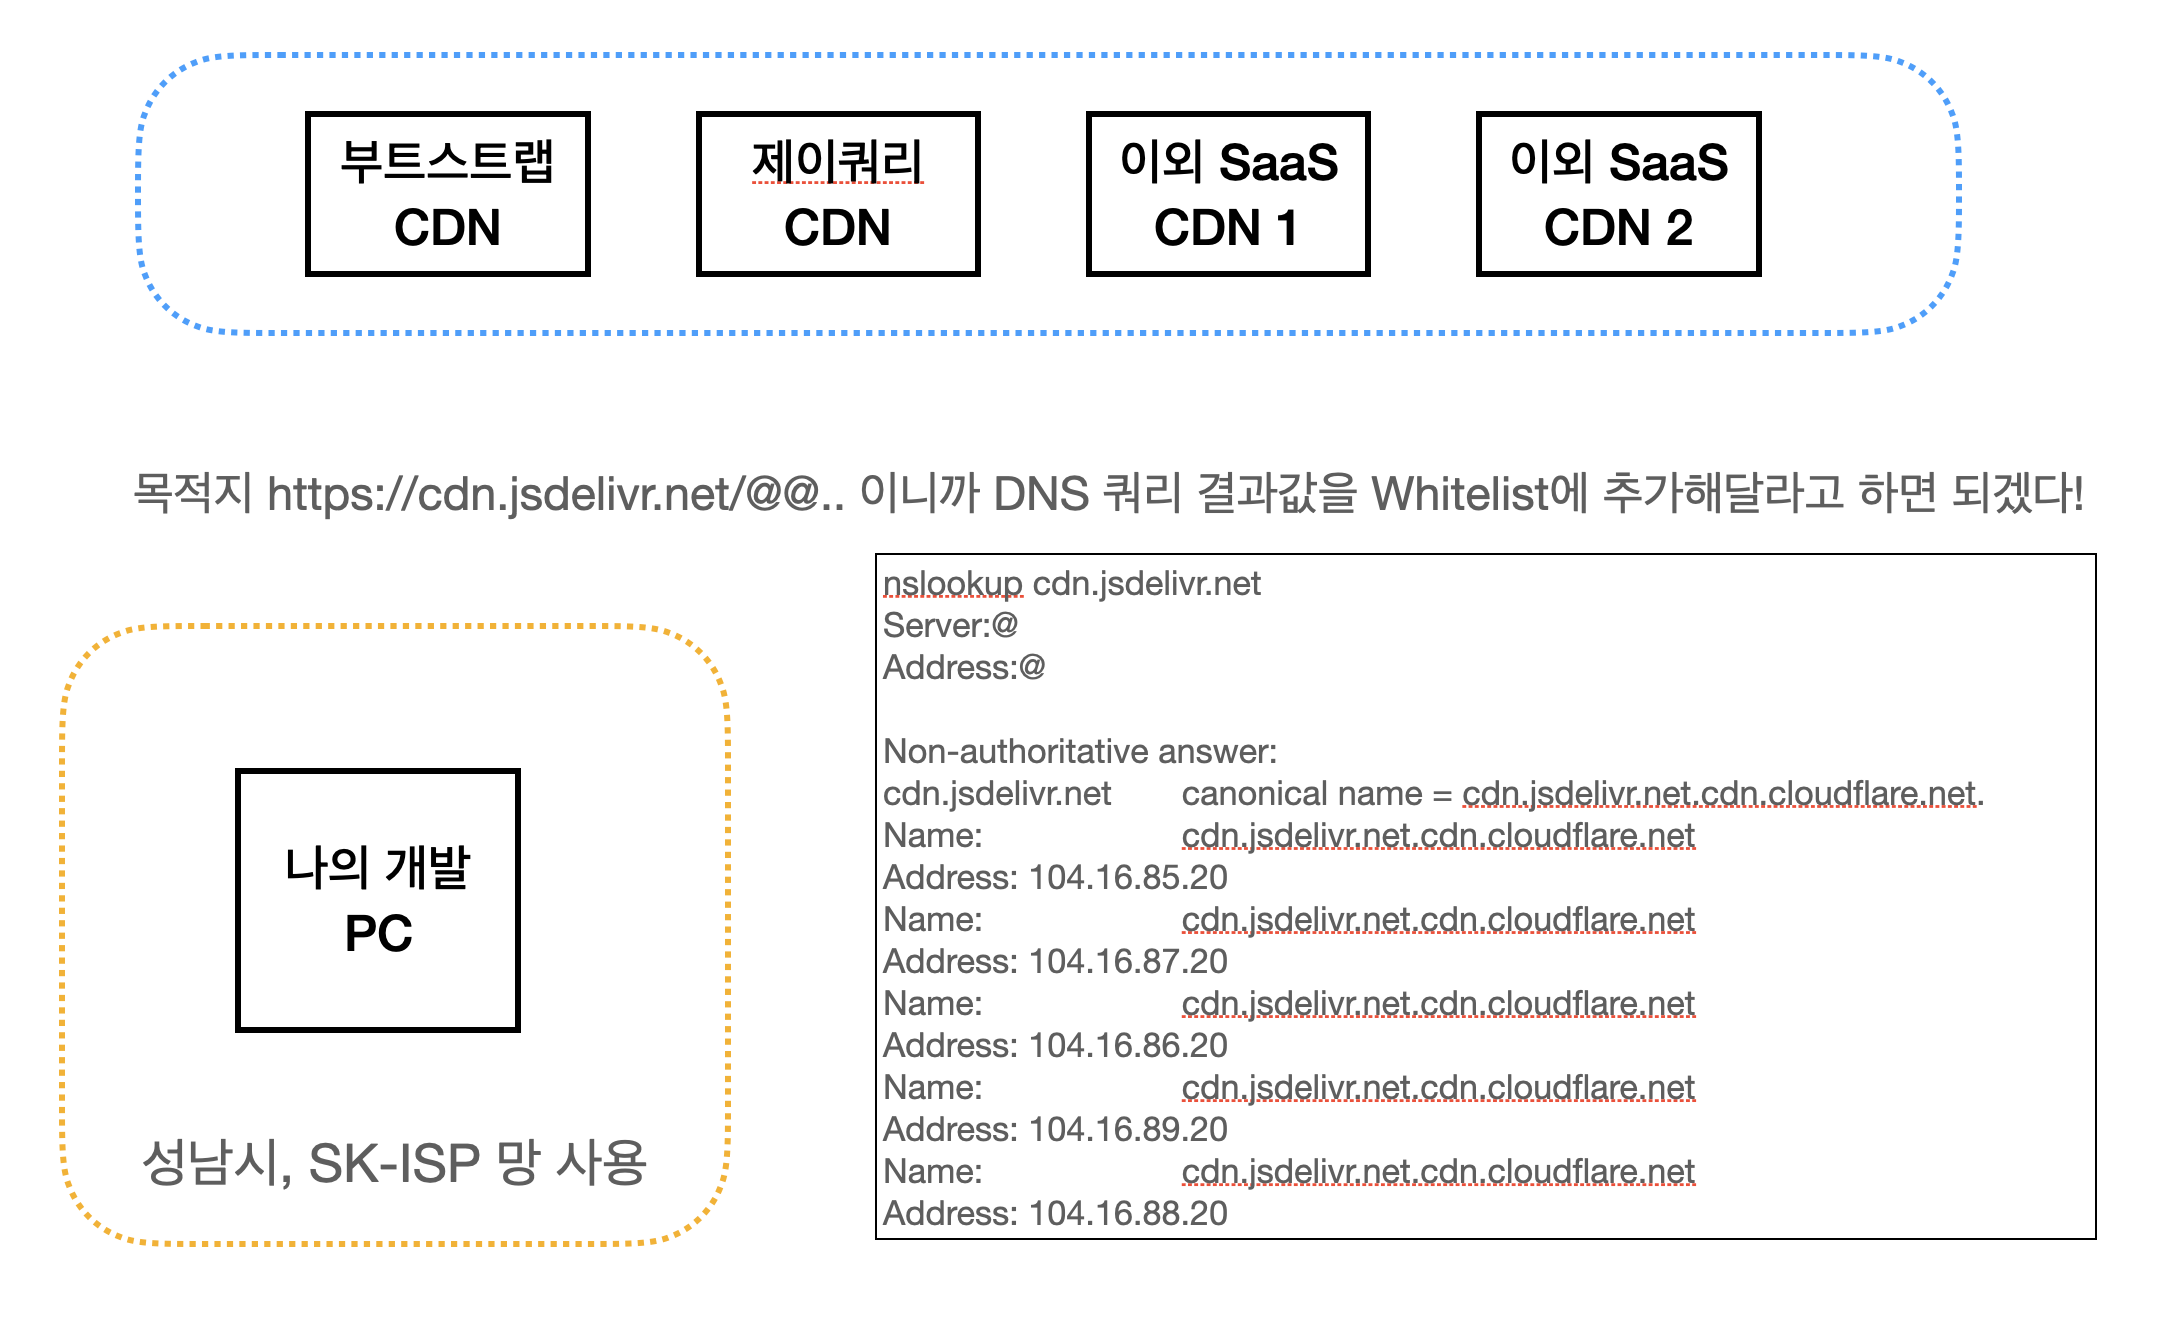 부트스트랩
CDN
제이쿼리
CDN
이외 SaaS
CDN 1
이외 SaaS
CDN 2
목적지 https://cdn.jsdelivr.net/@@.. 이니까 DNS 쿼리 결과값을 Whitelist에 추가해달라고 하면 되겠다!
나의 개발
PC
성남시, SK-ISP 망 사용
nslookup cdn.jsdelivr.net
Server:@
Address:@
Non-authoritative answer:
cdn.jsdelivr.net canonical name = cdn.jsdelivr.net.cdn.cloudflare.net.
Name: cdn.jsdelivr.net.cdn.cloudflare.net
Address: 104.16.85.20
Name: cdn.jsdelivr.net.cdn.cloudflare.net
Address: 104.16.87.20
Name: cdn.jsdelivr.net.cdn.cloudflare.net
Address: 104.16.86.20
Name: cdn.jsdelivr.net.cdn.cloudflare.net
Address: 104.16.89.20
Name: cdn.jsdelivr.net.cdn.cloudflare.net
Address: 104.16.88.20